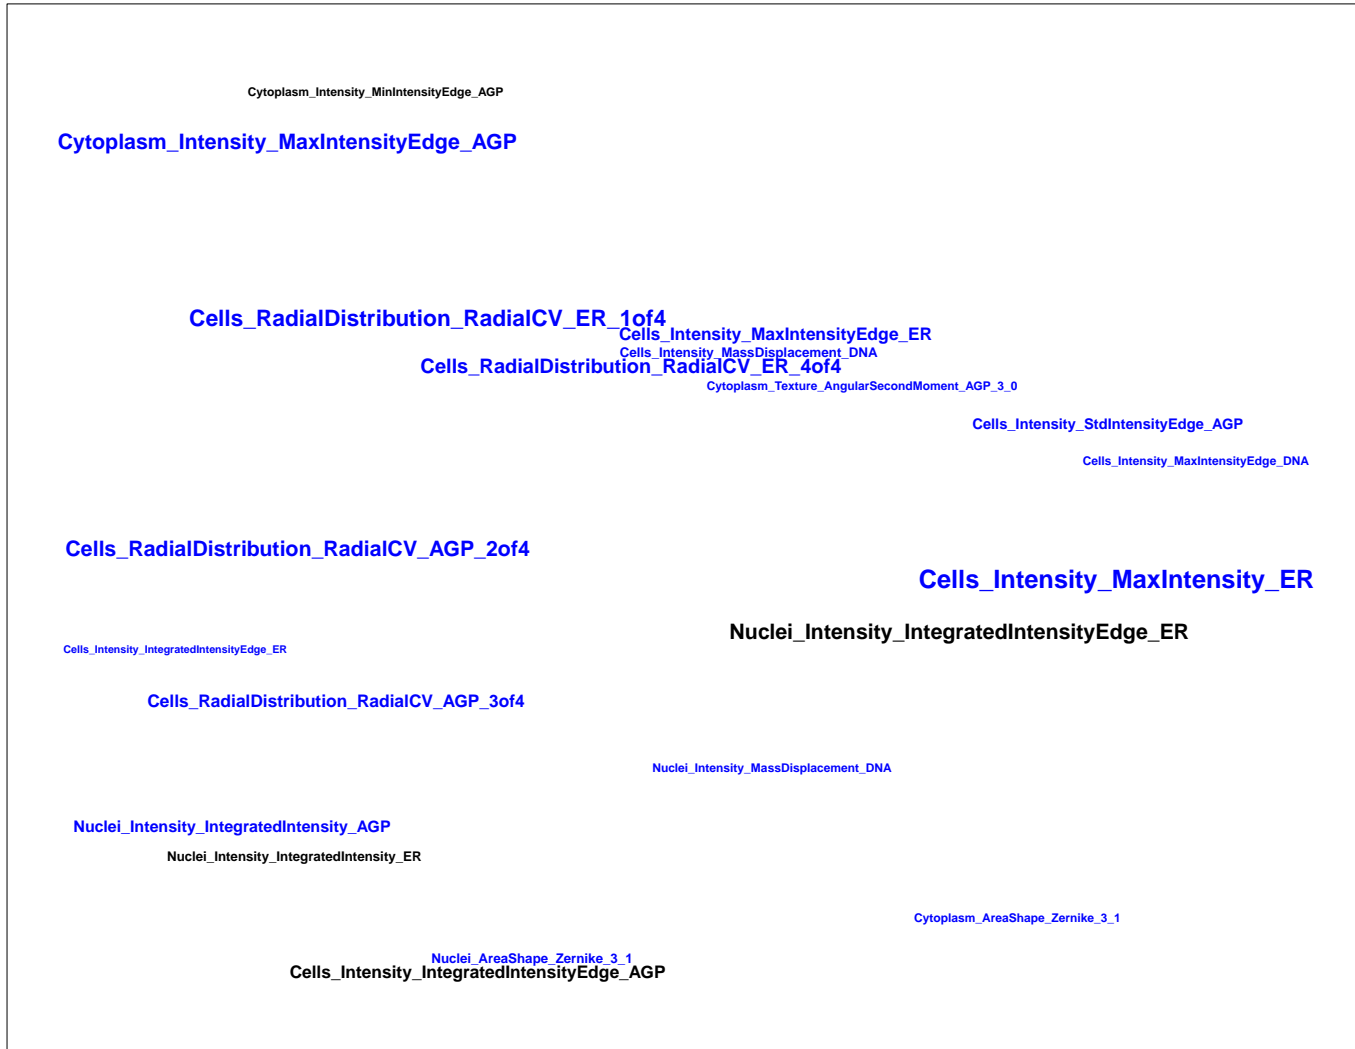 Cytoplasm_Intensity_MinIntensityEdge_AGP
Cytoplasm_Intensity_MaxIntensityEdge_AGP
Cells_RadialDistribution_RadialCV_ER_1of4
Cells_Intensity_MaxIntensityEdge_ER
Cells_Intensity_MassDisplacement_DNA
Cells_RadialDistribution_RadialCV_ER_4of4
Cytoplasm_Texture_AngularSecondMoment_AGP_3_0
Cells_Intensity_StdIntensityEdge_AGP
Cells_Intensity_MaxIntensityEdge_DNA
Cells_RadialDistribution_RadialCV_AGP_2of4
Cells_Intensity_MaxIntensity_ER
Nuclei_Intensity_IntegratedIntensityEdge_ER
Cells_Intensity_IntegratedIntensityEdge_ER
Cells_RadialDistribution_RadialCV_AGP_3of4
Nuclei_Intensity_MassDisplacement_DNA
Nuclei_Intensity_IntegratedIntensity_AGP
Nuclei_Intensity_IntegratedIntensity_ER
Cytoplasm_AreaShape_Zernike_3_1
Nuclei_AreaShape_Zernike_3_1
Cells_Intensity_IntegratedIntensityEdge_AGP